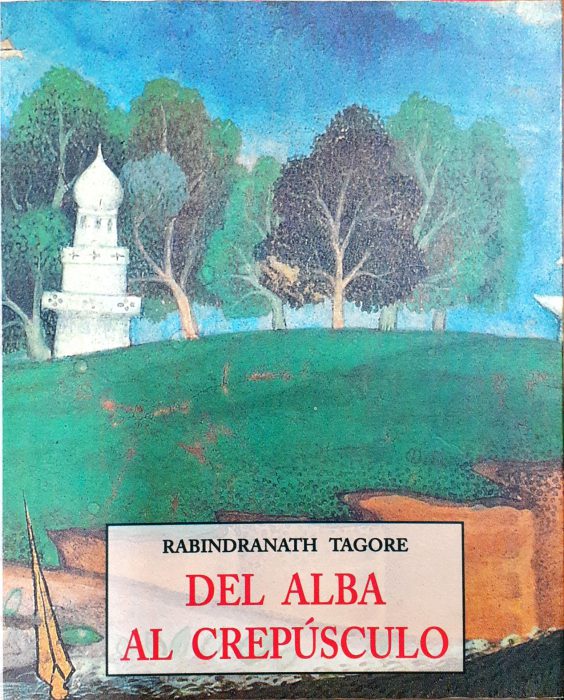 RABINDRANATH TAGORE
DEL ALBA
AL CREPÚSCULO